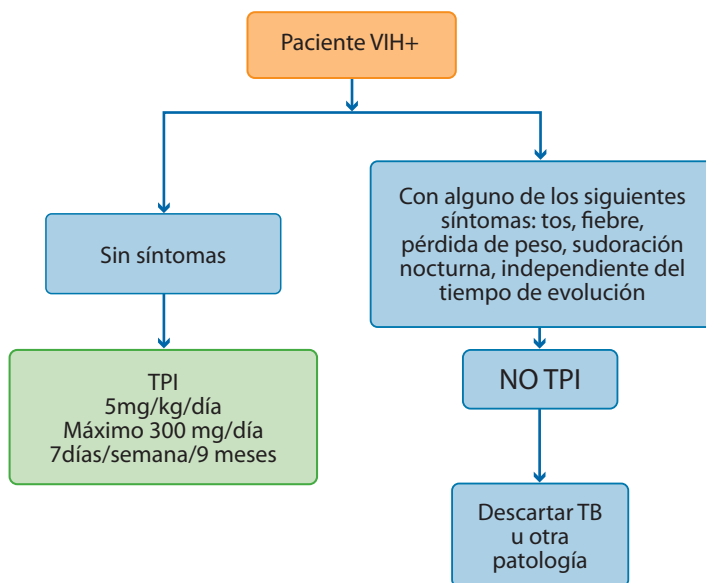 Paciente VIH+
Sin síntomas
Con alguno de los siguientes
síntomas: tos, fiebre,
pérdida de peso, sudoración
nocturna, independiente del
tiempo de evolución
TPI
5mg/kg/día
Máximo 300 mg/día
7días/semana/9 meses
NO TPI
Descartar TB
u otra
patología